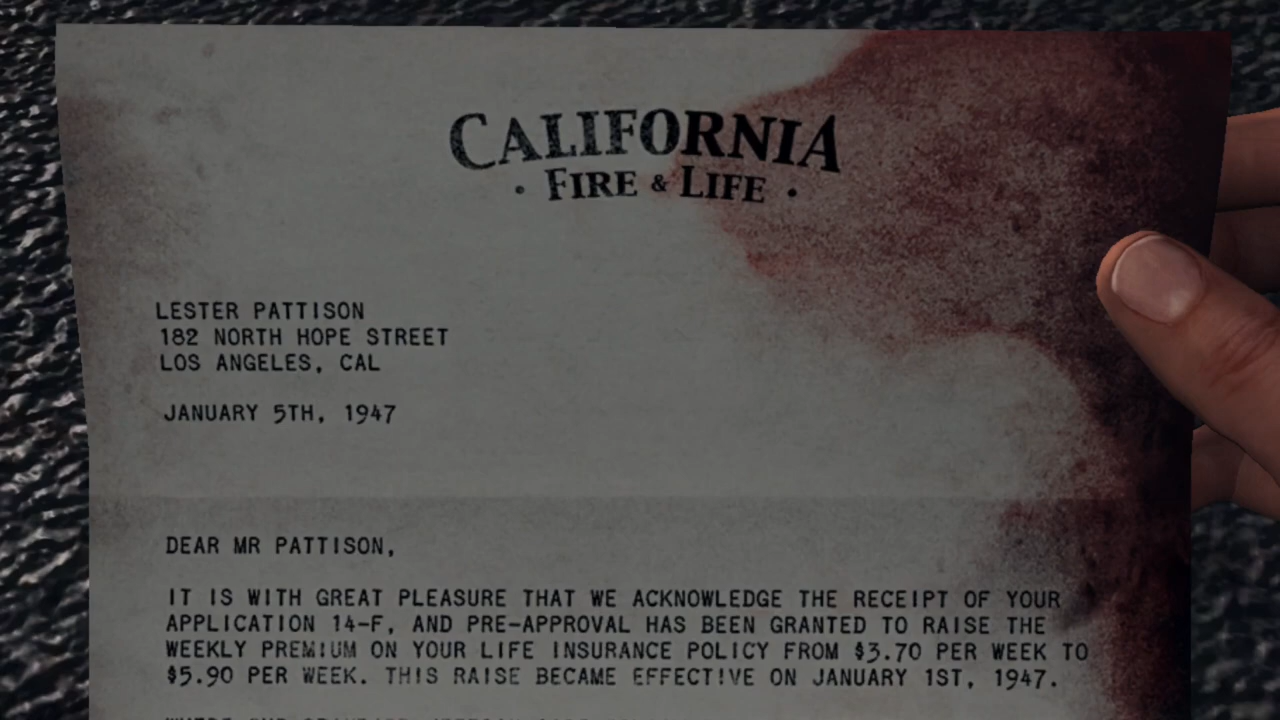 CALIFORNIA
• FIRE & LIFE •
LESTER PATTISON
182 NORTH HOPE STREET
LOS ANGELES, CAL
JANUARY 5TH, 1947
DEAR MR PATTISON,
IT IS WITH GREAT PLEASURE THAT WE ACKNOWLEDGE THE RECEIPT OF YOUR
APPLICATION 14-F, AND PRE-APPROVAL HAS BEEN GRANTED TO RAISE THE
WEEKLY PREMIUM ON YOUR LIFE INSURANCE POLICY FROM $3.70 PER WEEK TO
$5.90 PER WEEK. THIS RAISE BECAME EFFECTIVE ON JANUARY 1ST, 1947.